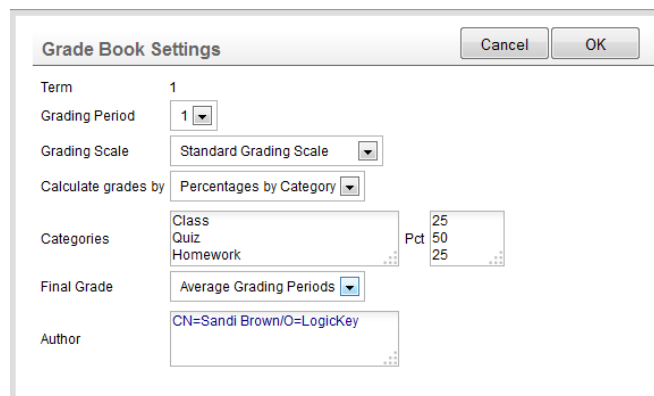 Grade Book Settings Cancel OK
Term 1
Grading Period 1
Grading Scale Standard Grading Scale
Calculate grades by Percentages by Category
Class 25
Categories Quiz Pct 50
Homework 25
Final Grade Average Grading Periods
CN=Sandi Brown/O=LogicKey
Author